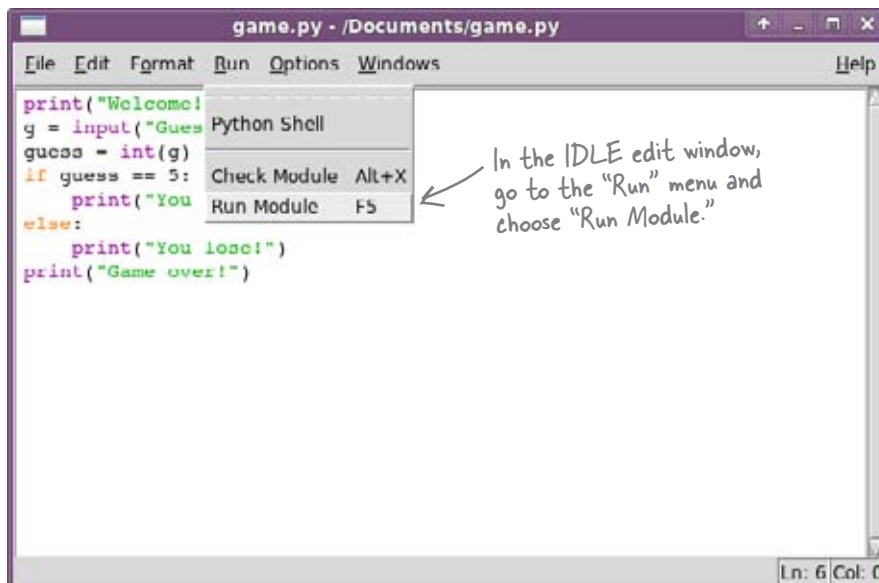 game.py - /Documents/game.py
File Edit Format Run Options Windows Help
print("Welcome!
g = input("Gues
guess = int(g)
if guess == 5:
print("You
else:
print("You lose!")
print("Game over!")
Python Shell
Check Module Alt+X
Run Module F5
In the IDLE edit window,
go to the “Run” menu and
choose “Run Module.”
Ln: 6 Col: 0